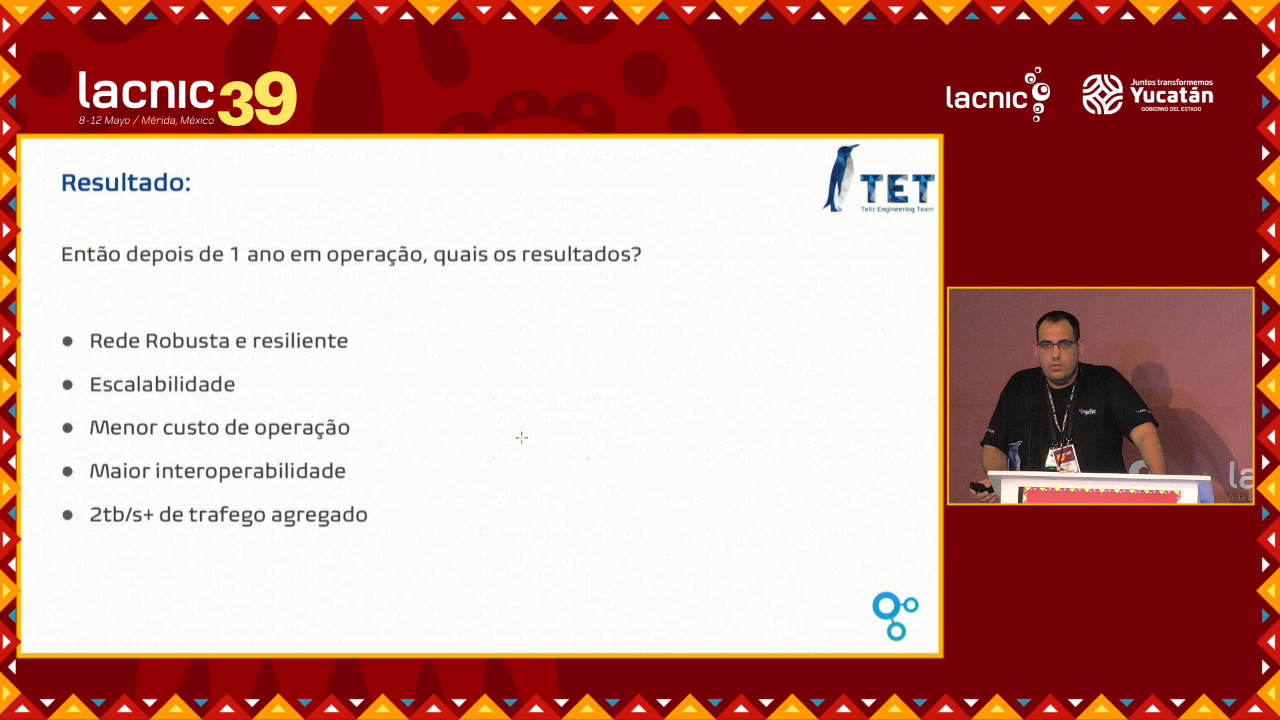 lacnic39
8-12 Mayo / Mérida, México
lacnic
Juntos transformemos
Yucatán
GOBIERNO DEL ESTADO
TET
Telic Engineering Team
Resultado:
Então depois de 1 ano em operação, quais os resultados?
● Rede Robusta e resiliente
● Escalabilidade
● Menor custo de operação
● Maior interoperabilidade
● 2tb/s+ de trafego agregado